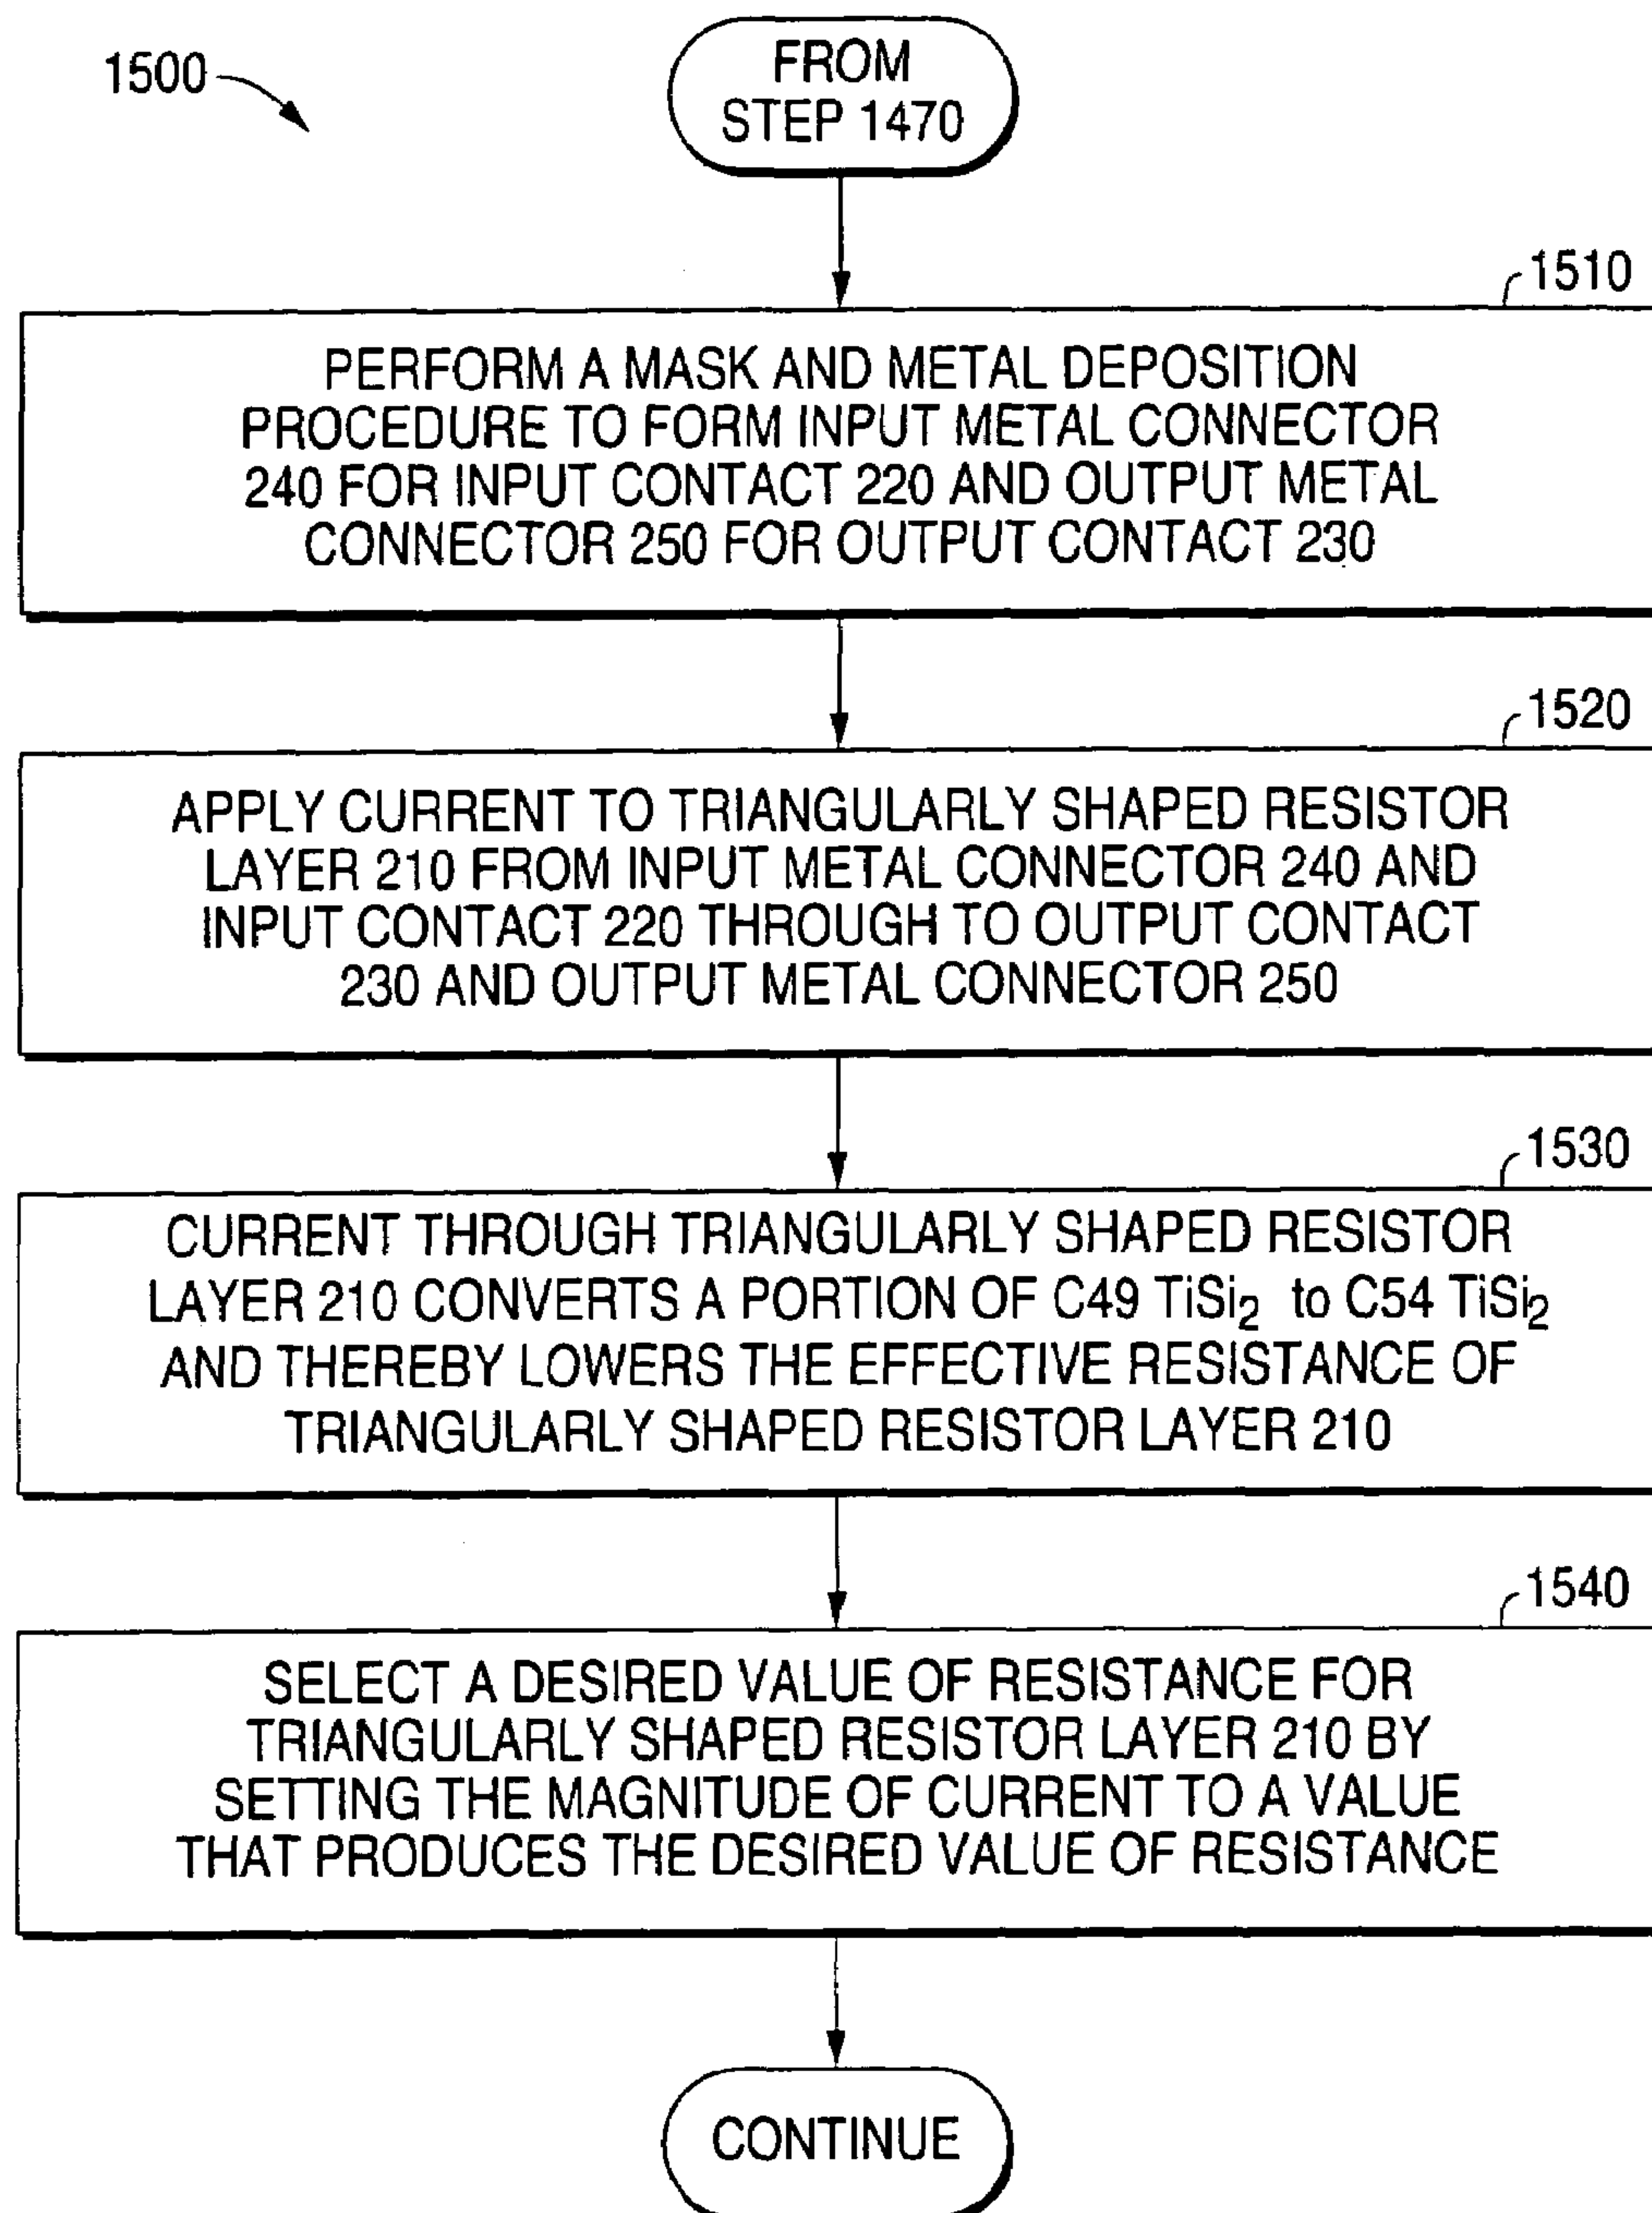 1500
FROM
STEP 1470
1510
PERFORM A MASK AND METAL DEPOSITION
PROCEDURE TO FORM INPUT METAL CONNECTOR
240 FOR INPUT CONTACT 220 AND OUTPUT METAL
CONNECTOR 250 FOR OUTPUT CONTACT 230
1520
APPLY CURRENT TO TRIANGULARLY SHAPED RESISTOR
LAYER 210 FROM INPUT METAL CONNECTOR 240 AND
INPUT CONTACT 220 THROUGH TO OUTPUT CONTACT
230 AND OUTPUT METAL CONNECTOR 250
1530
CURRENT THROUGH TRIANGULARLY SHAPED RESISTOR
LAYER 210 CONVERTS A PORTION OF C49 TiSi₂ to C54 TiSi₂
AND THEREBY LOWERS THE EFFECTIVE RESISTANCE OF
TRIANGULARLY SHAPED RESISTOR LAYER 210
1540
SELECT A DESIRED VALUE OF RESISTANCE FOR
TRIANGULARLY SHAPED RESISTOR LAYER 210 BY
SETTING THE MAGNITUDE OF CURRENT TO A VALUE
THAT PRODUCES THE DESIRED VALUE OF RESISTANCE
CONTINUE